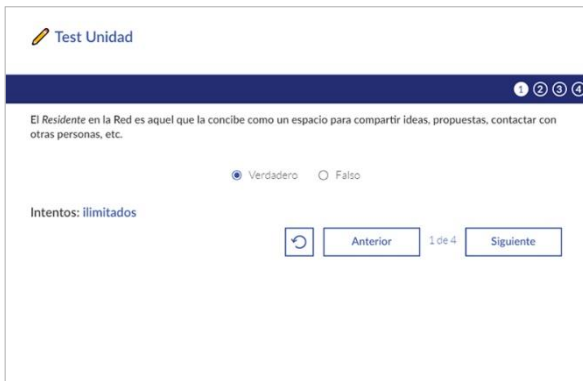 Test Unidad
1 2 3 4
El Residente en la Red es aquel que la concibe como un espacio para compartir ideas, propuestas, contactar con
otras personas, etc.
Verdadero Falso
Intentos: ilimitados
Anterior 1 de 4 Siguiente